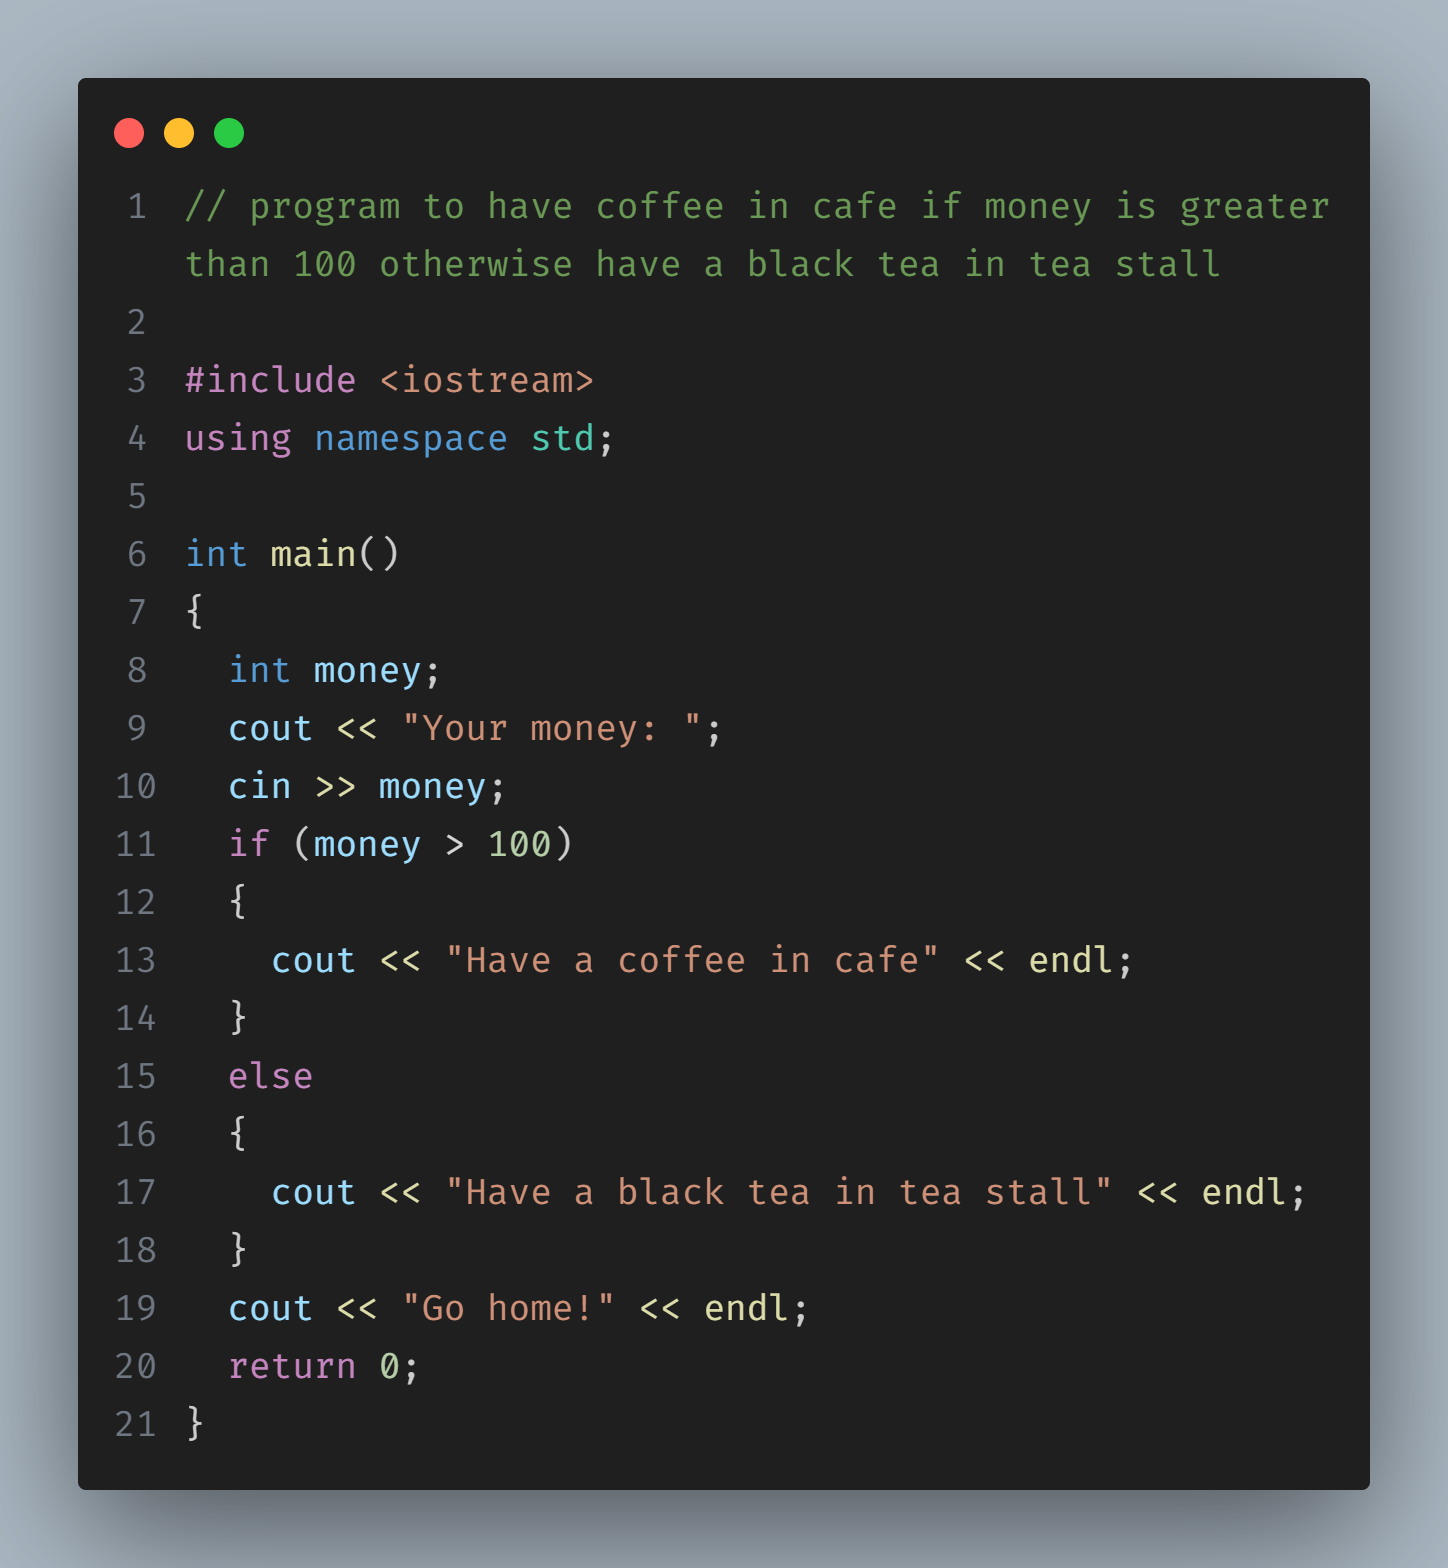 1 // program to have coffee in cafe if money is greater
than 100 otherwise have a black tea in tea stall
2
3 #include <iostream>
4 using namespace std;
5
6 int main()
7 {
8   int money;
9   cout << "Your money: ";
10   cin >> money;
11   if (money > 100)
12   {
13     cout << "Have a coffee in cafe" << endl;
14   }
15   else
16   {
17     cout << "Have a black tea in tea stall" << endl;
18   }
19   cout << "Go home!" << endl;
20   return 0;
21 }